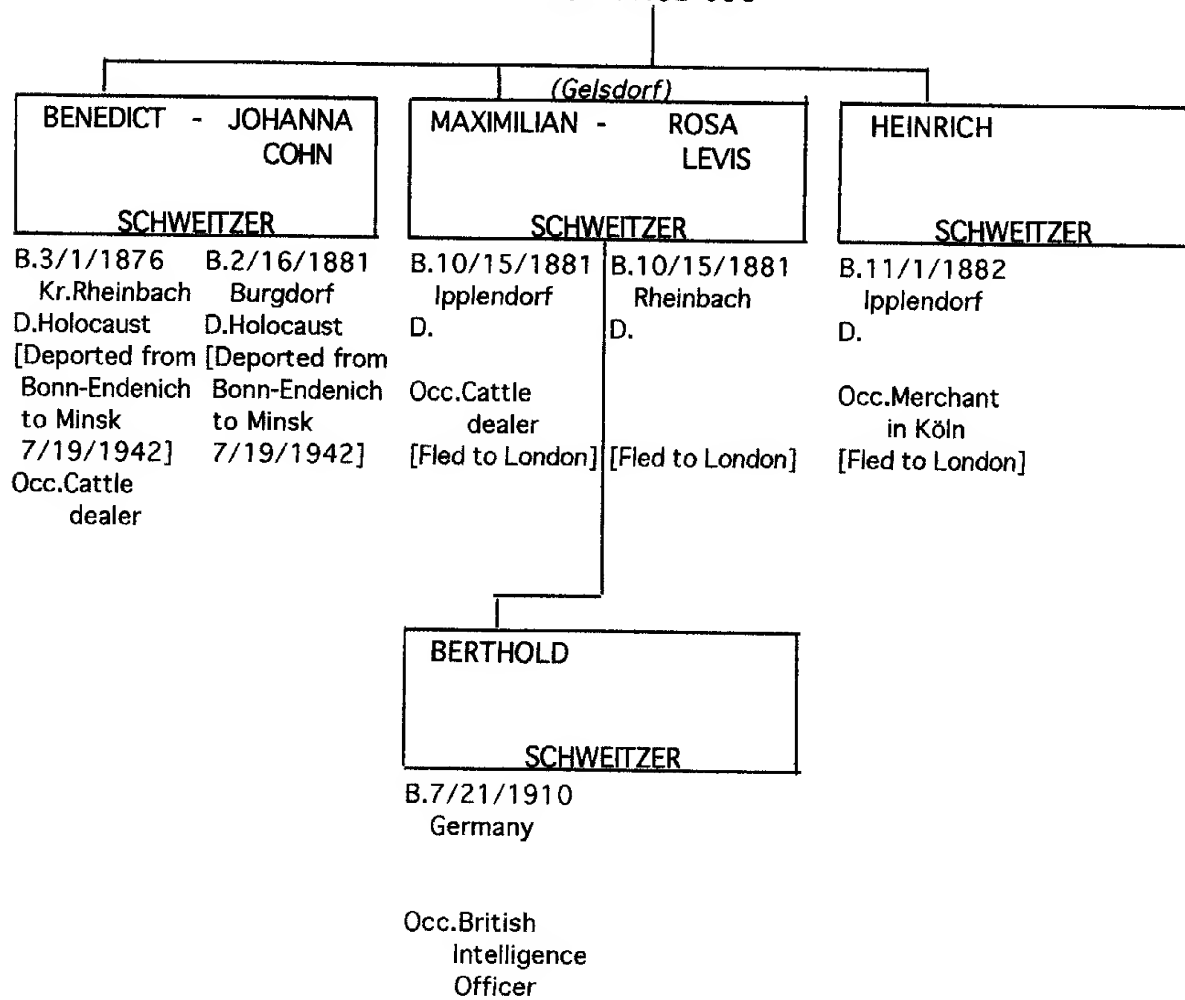 (Gelsdorf)
BENEDICT - JOHANNA
COHN
SCHWEITZER
B.3/1/1876 B.2/16/1881
Kr.Rheinbach Burgdorf
D.Holocaust D.Holocaust
[Deported from [Deported from
Bonn-Endenich Bonn-Endenich
to Minsk to Minsk
7/19/1942] 7/19/1942]
Occ.Cattle
dealer
MAXIMILIAN - ROSA
LEVIS
SCHWEITZER
B.10/15/1881 B.10/15/1881
Ipplendorf Rheinbach
D. D.
Occ.Cattle
dealer
[Fled to London] [Fled to London]
HEINRICH
SCHWEITZER
B.11/1/1882
Ipplendorf
D.
Occ.Merchant
in Köln
[Fled to London]
BERTHOLD
SCHWEITZER
B.7/21/1910
Germany
Occ.British
Intelligence
Officer